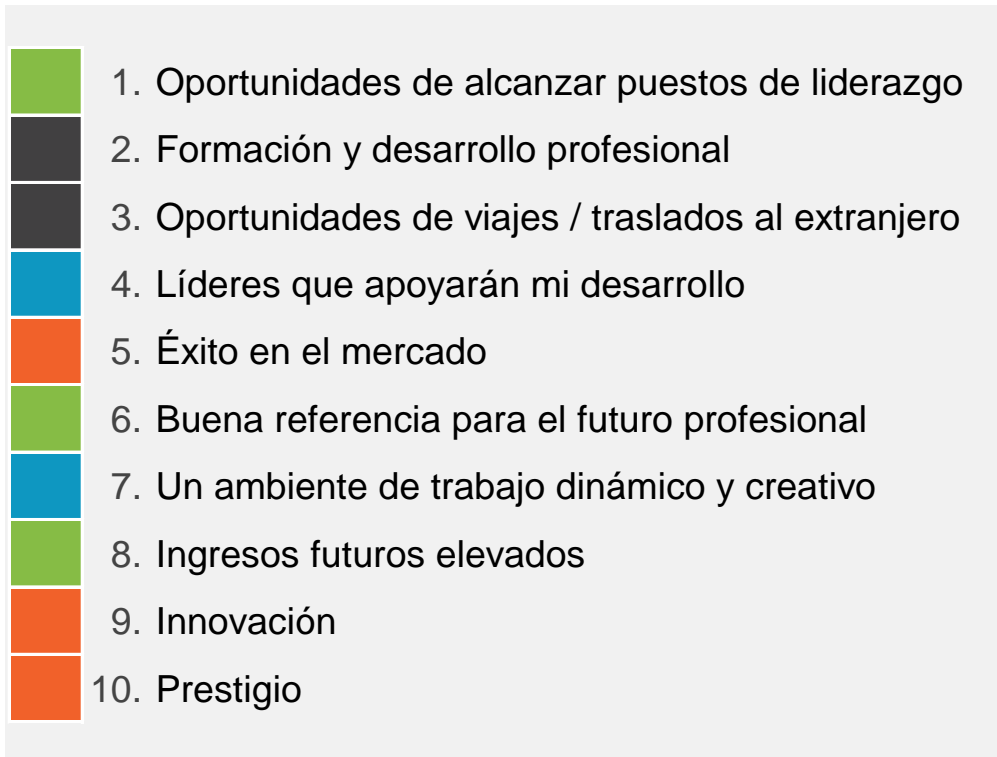 1. Oportunidades de alcanzar puestos de liderazgo
2. Formación y desarrollo profesional
3. Oportunidades de viajes / traslados al extranjero
4. Líderes que apoyarán mi desarrollo
5. Éxito en el mercado
6. Buena referencia para el futuro profesional
7. Un ambiente de trabajo dinámico y creativo
8. Ingresos futuros elevados
9. Innovación
10. Prestigio